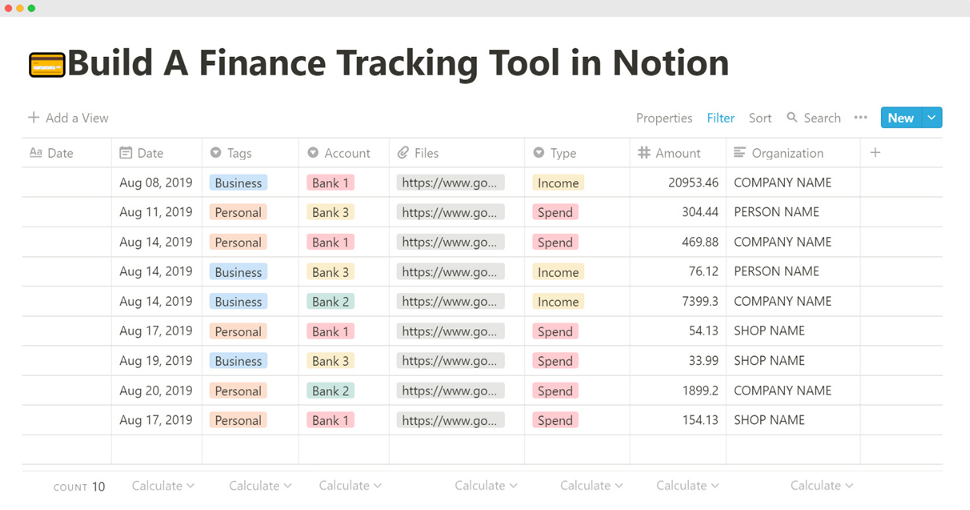 Build A Finance Tracking Tool in Notion
+ Add a View Properties Filter Sort Search ••• New
Aa Date Date Tags Account Files Type # Amount Organization +
Aug 08, 2019 Business Bank 1 https://www.go... Income 20953.46 COMPANY NAME
Aug 11, 2019 Personal Bank 3 https://www.go... Spend 304.44 PERSON NAME
Aug 14, 2019 Personal Bank 1 https://www.go... Spend 469.88 COMPANY NAME
Aug 14, 2019 Business Bank 3 https://www.go... Income 76.12 PERSON NAME
Aug 14, 2019 Business Bank 2 https://www.go... Income 7399.3 COMPANY NAME
Aug 17, 2019 Personal Bank 1 https://www.go... Spend 54.13 SHOP NAME
Aug 19, 2019 Business Bank 3 https://www.go... Spend 33.99 SHOP NAME
Aug 20, 2019 Personal Bank 2 https://www.go... Spend 1899.2 COMPANY NAME
Aug 17, 2019 Personal Bank 1 https://www.go... Spend 154.13 SHOP NAME
COUNT 10 Calculate Calculate Calculate Calculate Calculate Calculate Calculate